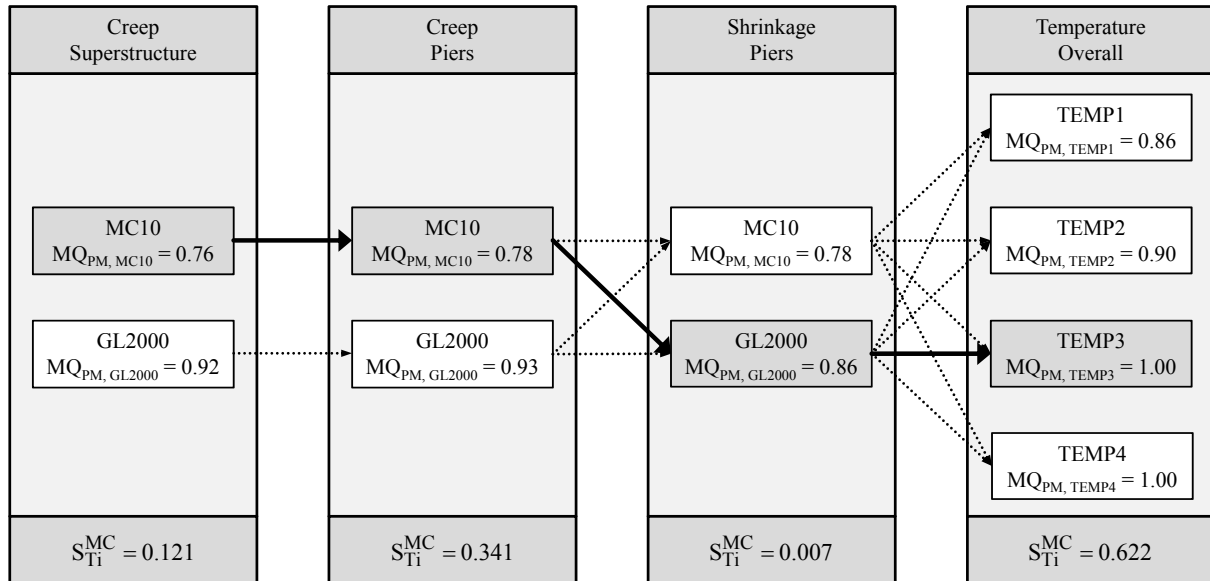 Creep
Superstructure
MC10
MQ_PM, MC10 = 0.76
GL2000
MQ_PM, GL2000 = 0.92
S_Ti^MC = 0.121
Creep
Piers
MC10
MQ_PM, MC10 = 0.78
GL2000
MQ_PM, GL2000 = 0.93
S_Ti^MC = 0.341
Shrinkage
Piers
MC10
MQ_PM, MC10 = 0.78
GL2000
MQ_PM, GL2000 = 0.86
S_Ti^MC = 0.007
Temperature
Overall
TEMP1
MQ_PM, TEMP1 = 0.86
TEMP2
MQ_PM, TEMP2 = 0.90
TEMP3
MQ_PM, TEMP3 = 1.00
TEMP4
MQ_PM, TEMP4 = 1.00
S_Ti^MC = 0.622